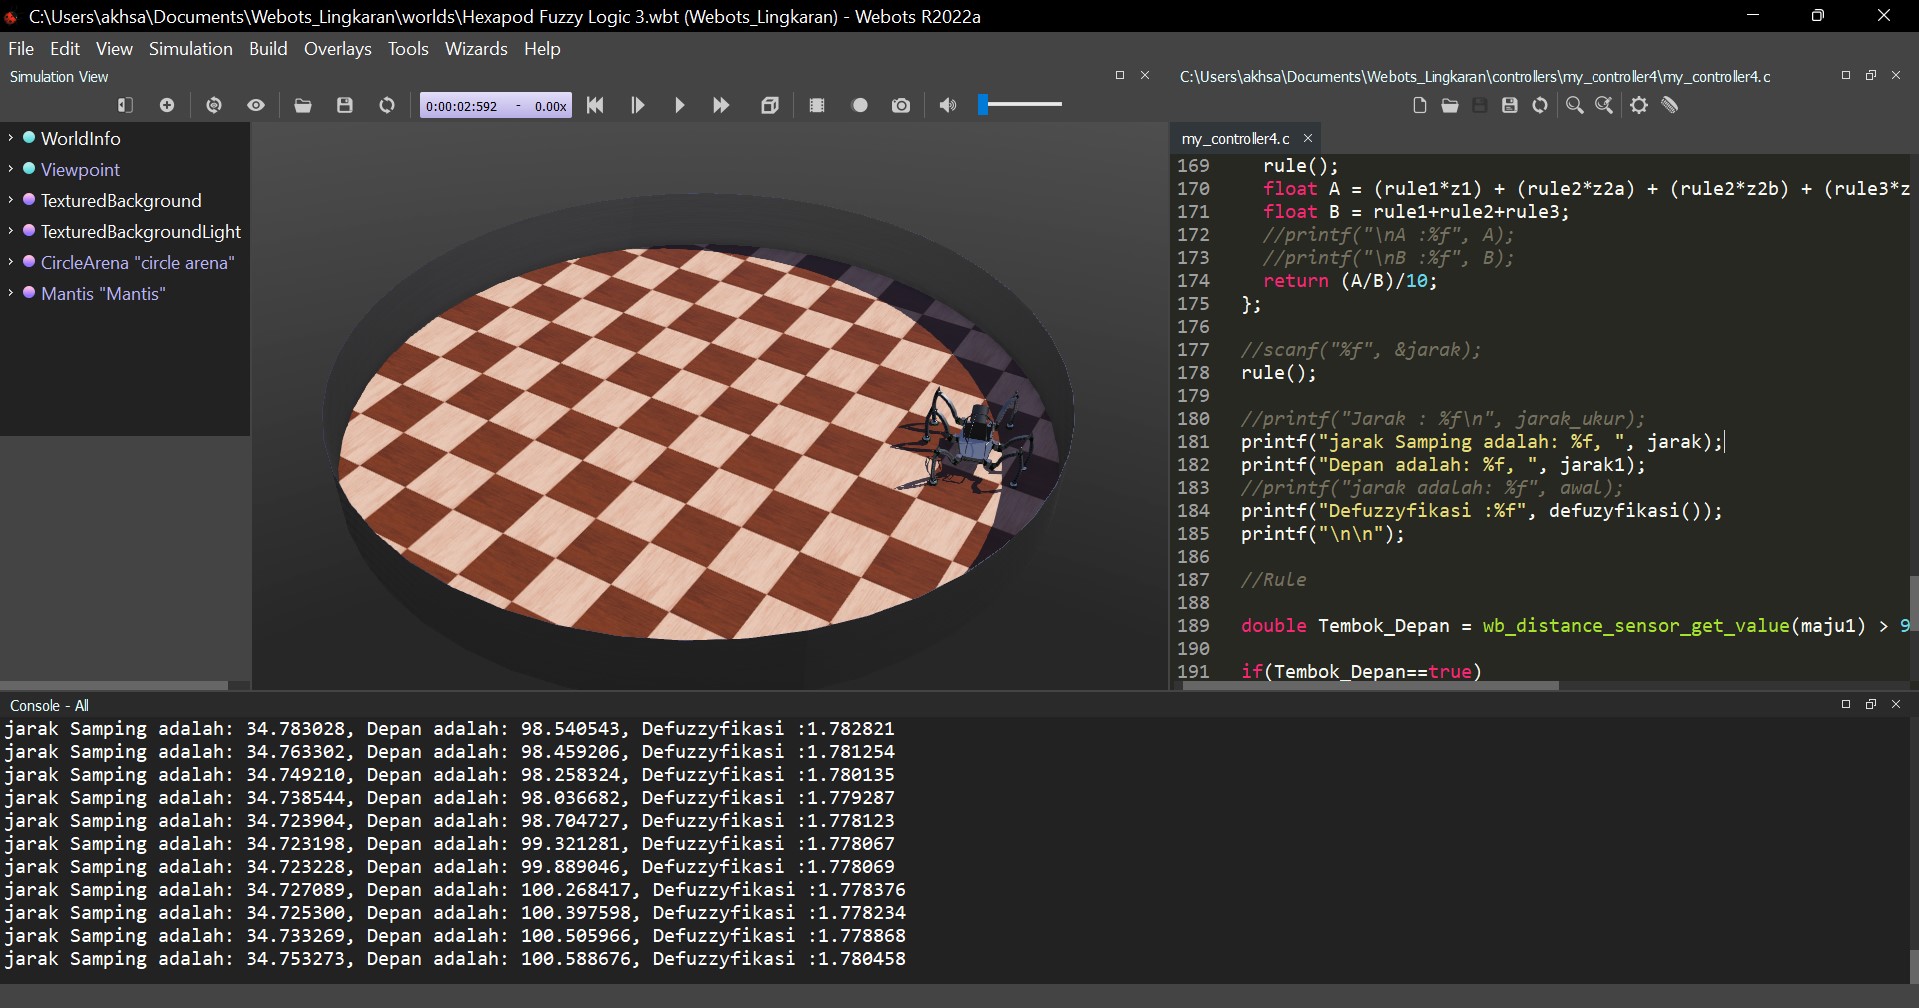 C:\Users\akhsa\Documents\Webots_Lingkaran\worlds\Hexapod Fuzzy Logic 3.wbt (Webots_Lingkaran) - Webots R2022a
File Edit View Simulation Build Overlays Tools Wizards Help
Simulation View
0:00:02:592 - 0.00x
WorldInfo
Viewpoint
TexturedBackground
TexturedBackgroundLight
CircleArena "circle arena"
Mantis "Mantis"
C:\Users\akhsa\Documents\Webots_Lingkaran\controllers\my_controller4\my_controller4.c
my_controller4.c
169 rule();
170 float A = (rule1*z1) + (rule2*z2a) + (rule2*z2b) + (rule3*z
171 float B = rule1+rule2+rule3;
172 //printf("\nA :%f", A);
173 //printf("\nB :%f", B);
174 return (A/B)/10;
175 };
176
177 //scanf("%f", &jarak);
178 rule();
179
180 //printf("Jarak : %f\n", jarak_ukur);
181 printf("jarak Samping adalah: %f, ", jarak);
182 printf("Depan adalah: %f, ", jarak1);
183 //printf("jarak adalah: %f", awal);
184 printf("Defuzzyfikasi :%f", defuzyfikasi());
185 printf("\n\n");
186
187 //Rule
188
189 double Tembok_Depan = wb_distance_sensor_get_value(maju1) > 9
190
191 if(Tembok_Depan==true)
Console - All
jarak Samping adalah: 34.783028, Depan adalah: 98.540543, Defuzzyfikasi :1.782821
jarak Samping adalah: 34.763302, Depan adalah: 98.459206, Defuzzyfikasi :1.781254
jarak Samping adalah: 34.749210, Depan adalah: 98.258324, Defuzzyfikasi :1.780135
jarak Samping adalah: 34.738544, Depan adalah: 98.036682, Defuzzyfikasi :1.779287
jarak Samping adalah: 34.723904, Depan adalah: 98.704727, Defuzzyfikasi :1.778123
jarak Samping adalah: 34.723198, Depan adalah: 99.321281, Defuzzyfikasi :1.778067
jarak Samping adalah: 34.723228, Depan adalah: 99.889046, Defuzzyfikasi :1.778069
jarak Samping adalah: 34.727089, Depan adalah: 100.268417, Defuzzyfikasi :1.778376
jarak Samping adalah: 34.725300, Depan adalah: 100.397598, Defuzzyfikasi :1.778234
jarak Samping adalah: 34.733269, Depan adalah: 100.505966, Defuzzyfikasi :1.778868
jarak Samping adalah: 34.753273, Depan adalah: 100.588676, Defuzzyfikasi :1.780458